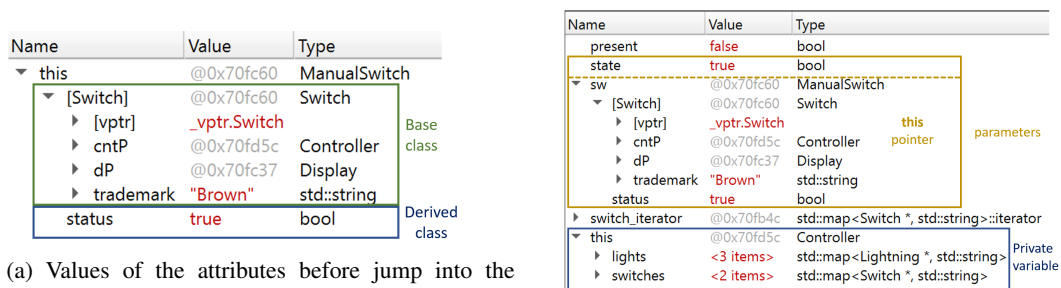 Name Value Type
this @0x70fc60 ManualSwitch
[Switch] @0x70fc60 Switch
[vptr] _vptr.Switch
cntP @0x70fd5c Controller
dP @0x70fc37 Display
trademark "Brown" std::string
status true bool
Base
class
Derived
class
(a) Values of the attributes before jump into the
Name Value Type
present false bool
state true bool
sw @0x70fc60 ManualSwitch
[Switch] @0x70fc60 Switch
[vptr] _vptr.Switch
cntP @0x70fd5c Controller
dP @0x70fc37 Display
trademark "Brown" std::string
status true bool
this
pointer
parameters
switch_iterator @0x70fb4c std::map<Switch *, std::string>::iterator
this @0x70fd5c Controller
lights <3 items> std::map<Lightning *, std::string>
switches <2 items> std::map<Switch *, std::string>
Private
variable